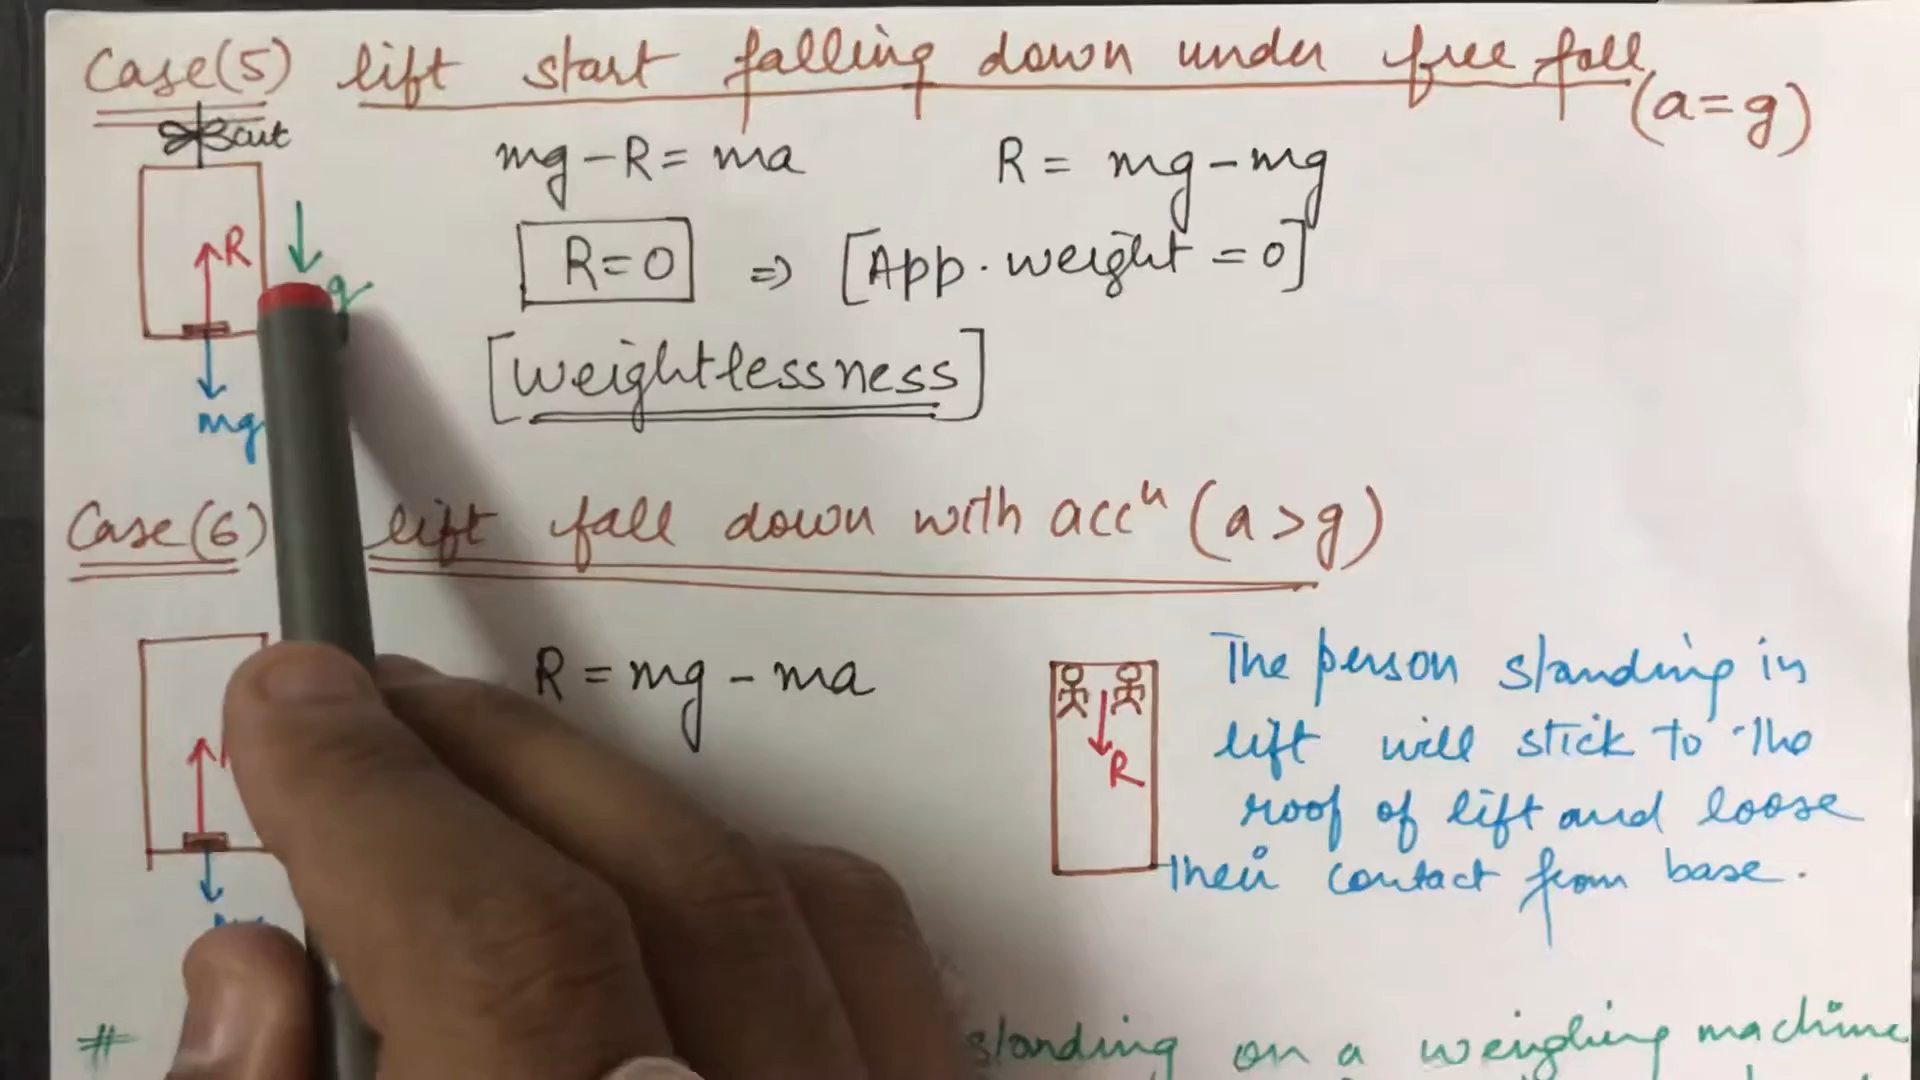 Case(5) lift start falling down under free fall
(a=g)
cut
mg-R=ma R= mg-mg
R
g
R=0 ⇒ [App. weight = 0]
[weightlessness]
mg
Case(6) lift fall down with accⁿ (a>g)
R = mg - ma
The person standing in
lift will stick to the
R
roof of lift and loose
their contact from base.
# standing on a weighing machine